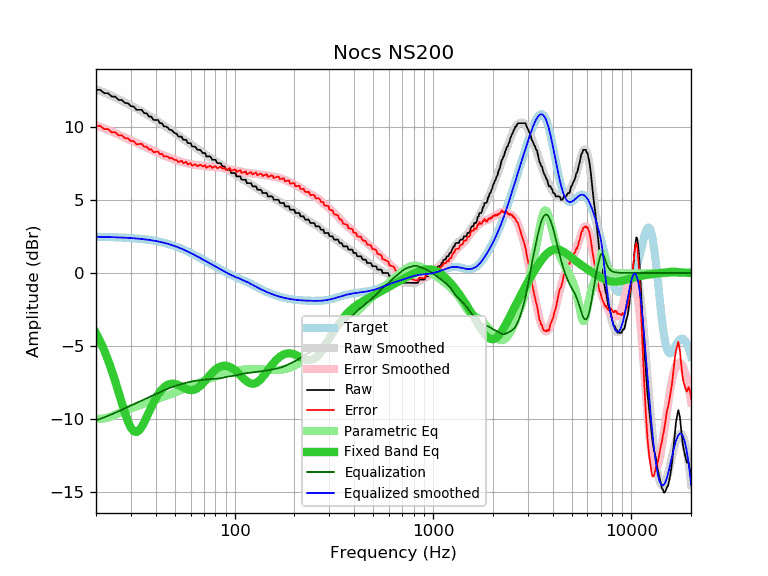 Nocs NS200
10
5
0
−5
−10
−15
Amplitude (dBr)
Target
Raw Smoothed
Error Smoothed
Raw
Error
Parametric Eq
Fixed Band Eq
Equalization
Equalized smoothed
100
1000
10000
Frequency (Hz)